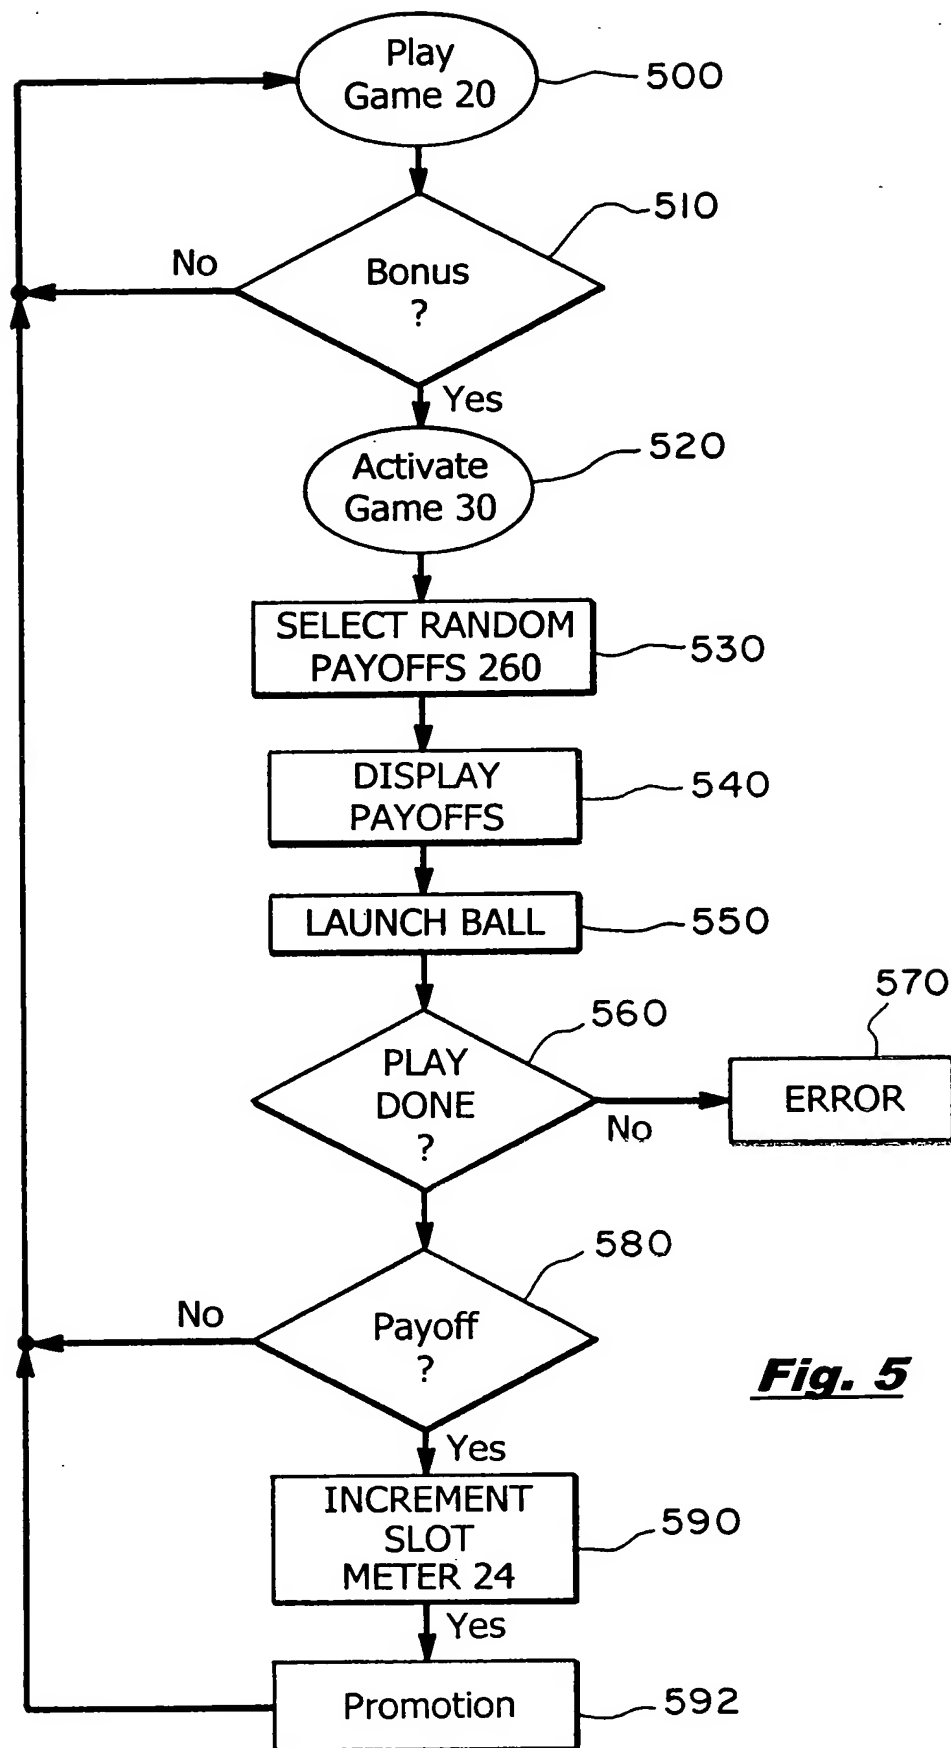 Play
Game 20
500
510
No
Bonus
?
Yes
520
Activate
Game 30
SELECT RANDOM
PAYOFFS 260
530
DISPLAY
PAYOFFS
540
LAUNCH BALL
550
560
570
PLAY
DONE
?
No
ERROR
580
No
Payoff
?
Fig. 5
Yes
INCREMENT
SLOT
METER 24
590
Yes
Promotion
592